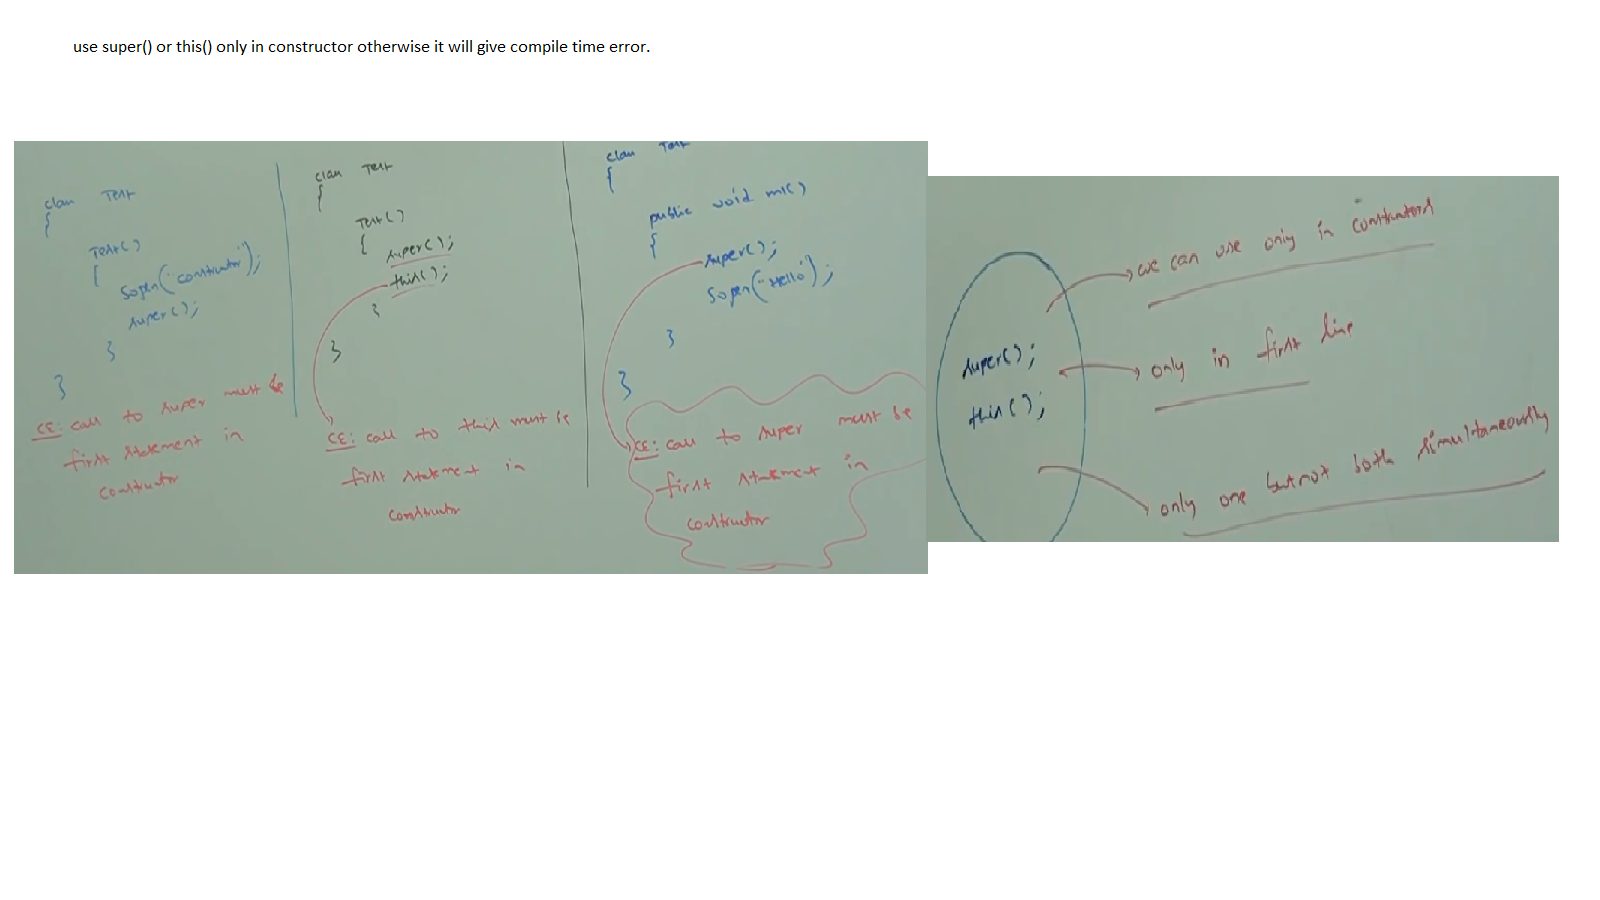 use super() or this() only in constructor otherwise it will give compile time error.
class Test
{
Test()
{
Sopln("constructor");
super();
}
}
CE: call to super must be
first statement in
constructor
class Test
{
Test()
{
super();
this();
}
}
CE: call to this must be
first statement in
constructor
class Test
{
public void m1()
{
super();
Sopln("Hello");
}
}
CE: call to super must be
first statement in
constructor
super();
this();
we can use only in constructors
only in first line
only one but not both simultaneously